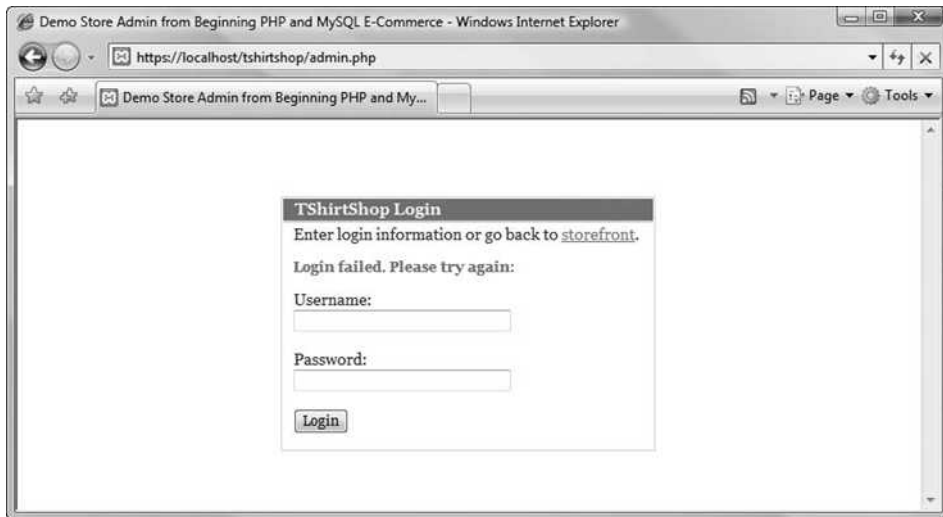 Demo Store Admin from Beginning PHP and MySQL E-Commerce - Windows Internet Explorer
https://localhost/tshirtshop/admin.php
Demo Store Admin from Beginning PHP and My...
Page
Tools
TShirtShop Login
Enter login information or go back to storefront.
Login failed. Please try again:
Username:
Password:
Login